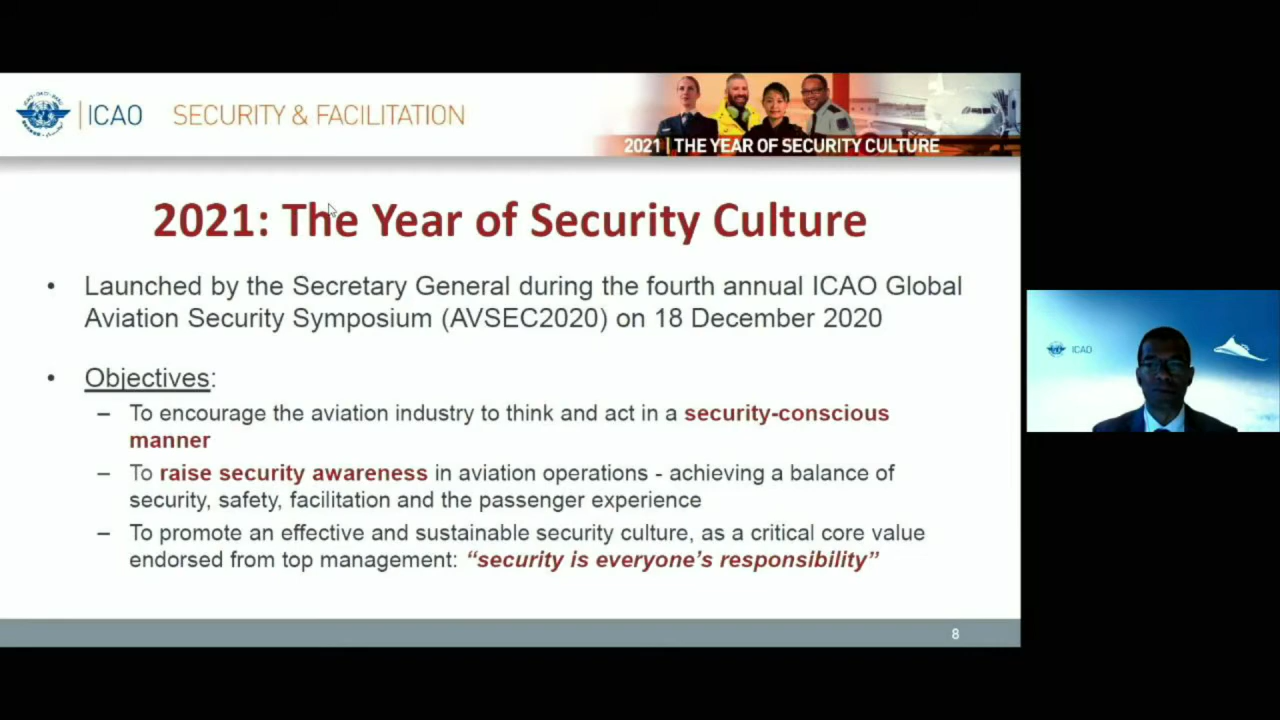 ICAO SECURITY & FACILITATION
2021 | THE YEAR OF SECURITY CULTURE
2021: The Year of Security Culture
• Launched by the Secretary General during the fourth annual ICAO Global
Aviation Security Symposium (AVSEC2020) on 18 December 2020
• Objectives:
– To encourage the aviation industry to think and act in a security-conscious
manner
– To raise security awareness in aviation operations - achieving a balance of
security, safety, facilitation and the passenger experience
– To promote an effective and sustainable security culture, as a critical core value
endorsed from top management: “security is everyone’s responsibility”
8
ICAO